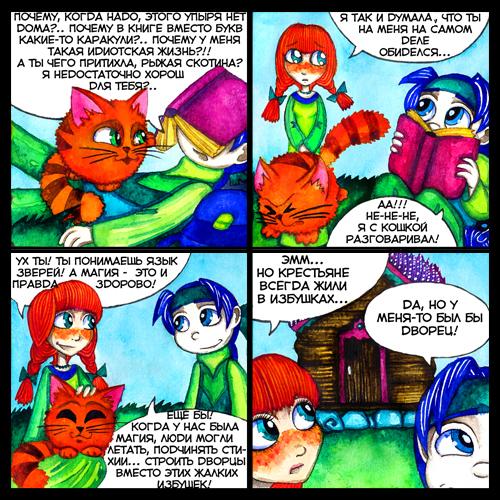 ПОЧЕМУ, КОГДА НАДО, ЭТОГО УПЫРЯ НЕТ
ДОМА?.. ПОЧЕМУ В КНИГЕ ВМЕСТО БУКВ
КАКИЕ-ТО КАРАКУЛИ?.. ПОЧЕМУ У МЕНЯ
ТАКАЯ ИДИОТСКАЯ ЖИЗНЬ?!!
А ТЫ ЧЕГО ПРИТИХЛА, РЫЖАЯ СКОТИНА?
Я НЕДОСТАТОЧНО ХОРОШ
ДЛЯ ТЕБЯ?..
Я ТАК И ДУМАЛА, ЧТО ТЫ
НА МЕНЯ НА САМОМ
ДЕЛЕ
ОБИДЕЛСЯ...
АА!!!
НЕ-НЕ-НЕ,
Я С КОШКОЙ
РАЗГОВАРИВАЛ!
УХ ТЫ! ТЫ ПОНИМАЕШЬ ЯЗЫК
ЗВЕРЕЙ! А МАГИЯ - ЭТО И
ПРАВДА ЗДОРОВО!
ЕЩЕ БЫ!
КОГДА У НАС БЫЛА
МАГИЯ, ЛЮДИ МОГЛИ
ЛЕТАТЬ, ПОДЧИНЯТЬ СТИ-
ХИИ... СТРОИТЬ ДВОРЦЫ
ВМЕСТО ЭТИХ ЖАЛКИХ
ИЗБУШЕК!
ЭММ...
НО КРЕСТЬЯНЕ
ВСЕГДА ЖИЛИ
В ИЗБУШКАХ...
ДА, НО У
МЕНЯ-ТО БЫЛ БЫ
ДВОРЕЦ!